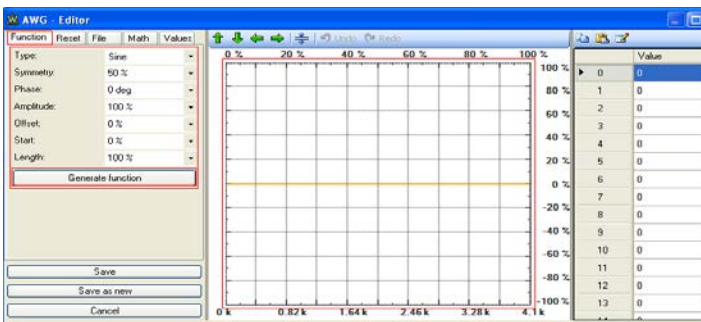 AWG - Editor
Function Reset File Math Values
Undo Redo
Type: Sine
Symmetry: 50 %
Phase: 0 deg
Amplitude: 100 %
Offset: 0 %
Start: 0 %
Length: 100 %
Generate function
Save
Save as new
Cancel
0 % 20 % 40 % 60 % 80 % 100 %
100 %
80 %
60 %
40 %
20 %
0 %
-20 %
-40 %
-60 %
-80 %
-100 %
0 k 0.82 k 1.64 k 2.46 k 3.28 k 4.1 k
Value
0 0
1 0
2 0
3 0
4 0
5 0
6 0
7 0
8 0
9 0
10 0
11 0
12 0
13 0